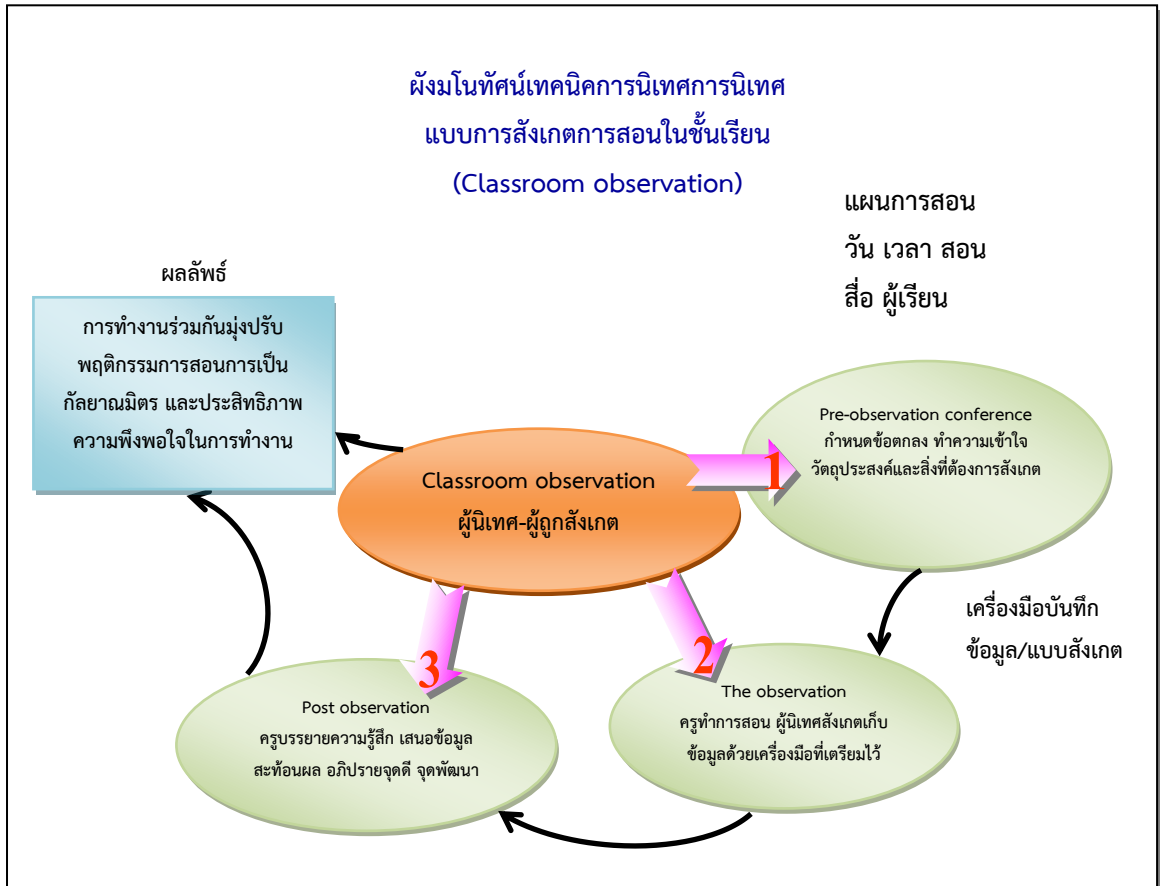 ผังมโนทัศน์เทคนิคการนิเทศการนิเทศ
แบบการสังเกตการสอนในชั้นเรียน
(Classroom observation)
แผนการสอน
วัน เวลา สอน
สื่อ ผู้เรียน
ผลลัพธ์
การทำงานร่วมกันมุ่งปรับ
พฤติกรรมการสอนการเป็น
กัลยาณมิตร และประสิทธิภาพ
ความพึงพอใจในการทำงาน
Classroom observation
ผู้นิเทศ-ผู้ถูกสังเกต
1
Pre-observation conference
กำหนดข้อตกลง ทำความเข้าใจ
วัตถุประสงค์และสิ่งที่ต้องการสังเกต
เครื่องมือบันทึก
ข้อมูล/แบบสังเกต
2
The observation
ครูทำการสอน ผู้นิเทศสังเกตเก็บ
ข้อมูลด้วยเครื่องมือที่เตรียมไว้
3
Post observation
ครูบรรยายความรู้สึก เสนอข้อมูล
สะท้อนผล อภิปรายจุดดี จุดพัฒนา